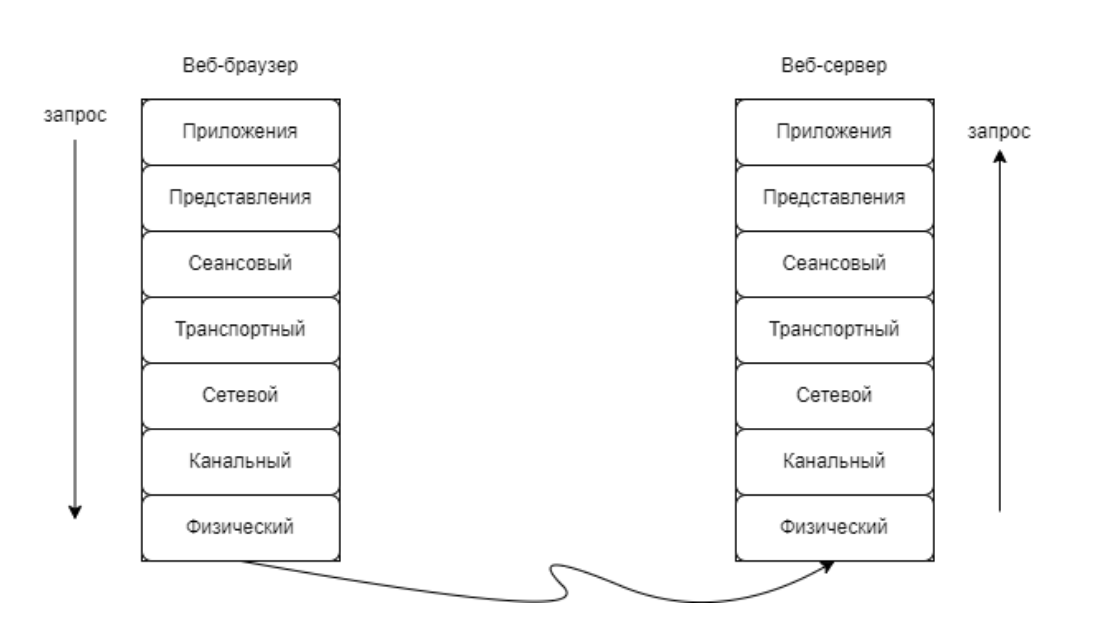 Веб-браузер
Веб-сервер
запрос
Приложения
Представления
Сеансовый
Транспортный
Сетевой
Канальный
Физический
Приложения
Представления
Сеансовый
Транспортный
Сетевой
Канальный
Физический
запрос